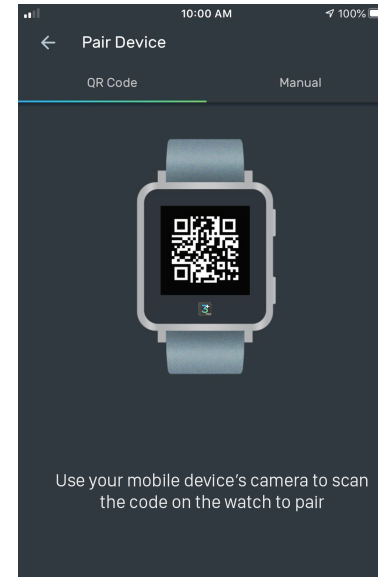 10:00 AM
100%
Pair Device
QR Code
Manual
3
Use your mobile device's camera to scan
the code on the watch to pair